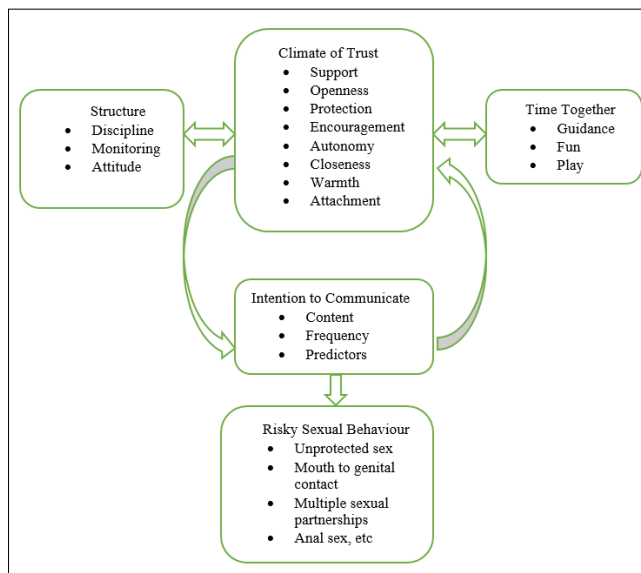 Climate of Trust
• Support
• Openness
• Protection
• Encouragement
• Autonomy
• Closeness
• Warmth
• Attachment
Structure
• Discipline
• Monitoring
• Attitude
Time Together
• Guidance
• Fun
• Play
Intention to Communicate
• Content
• Frequency
• Predictors
Risky Sexual Behaviour
• Unprotected sex
• Mouth to genital
contact
• Multiple sexual
partnerships
• Anal sex, etc